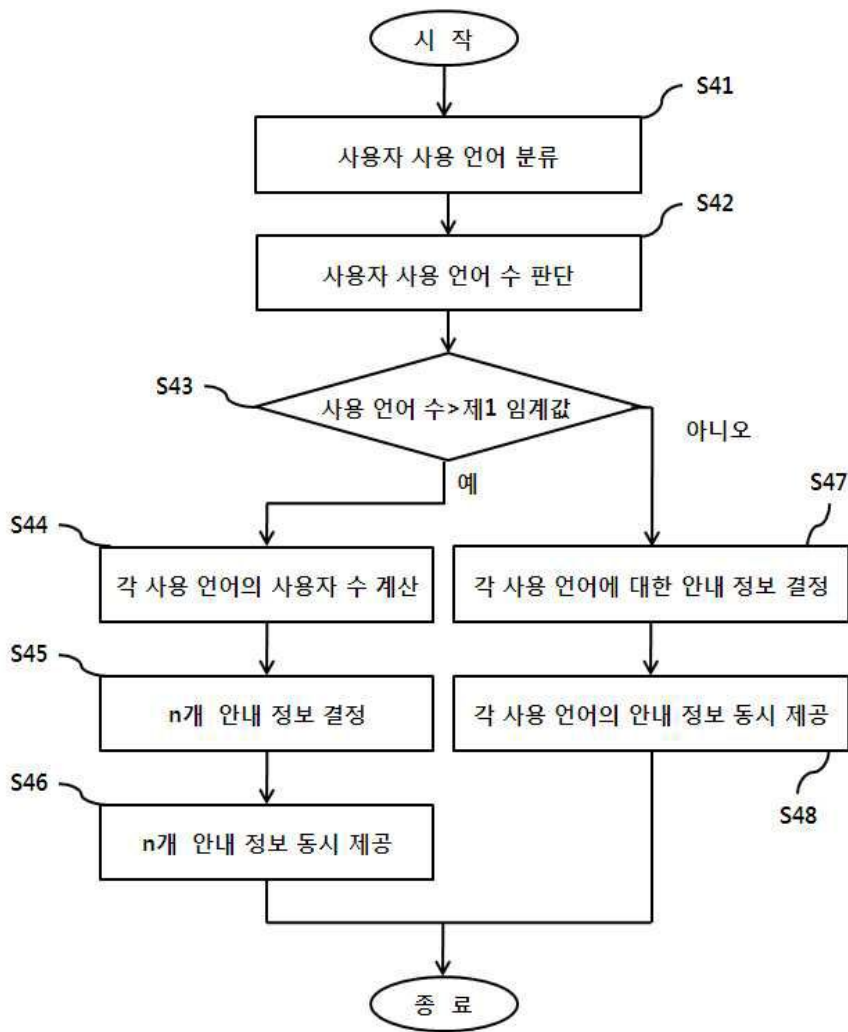 시 작
S41
사용자 사용 언어 분류
S42
사용자 사용 언어 수 판단
S43
사용 언어 수>제1 임계값
아니오
예
S44
각 사용 언어의 사용자 수 계산
S45
n개 안내 정보 결정
S46
n개 안내 정보 동시 제공
S47
각 사용 언어에 대한 안내 정보 결정
각 사용 언어의 안내 정보 동시 제공
S48
종 료